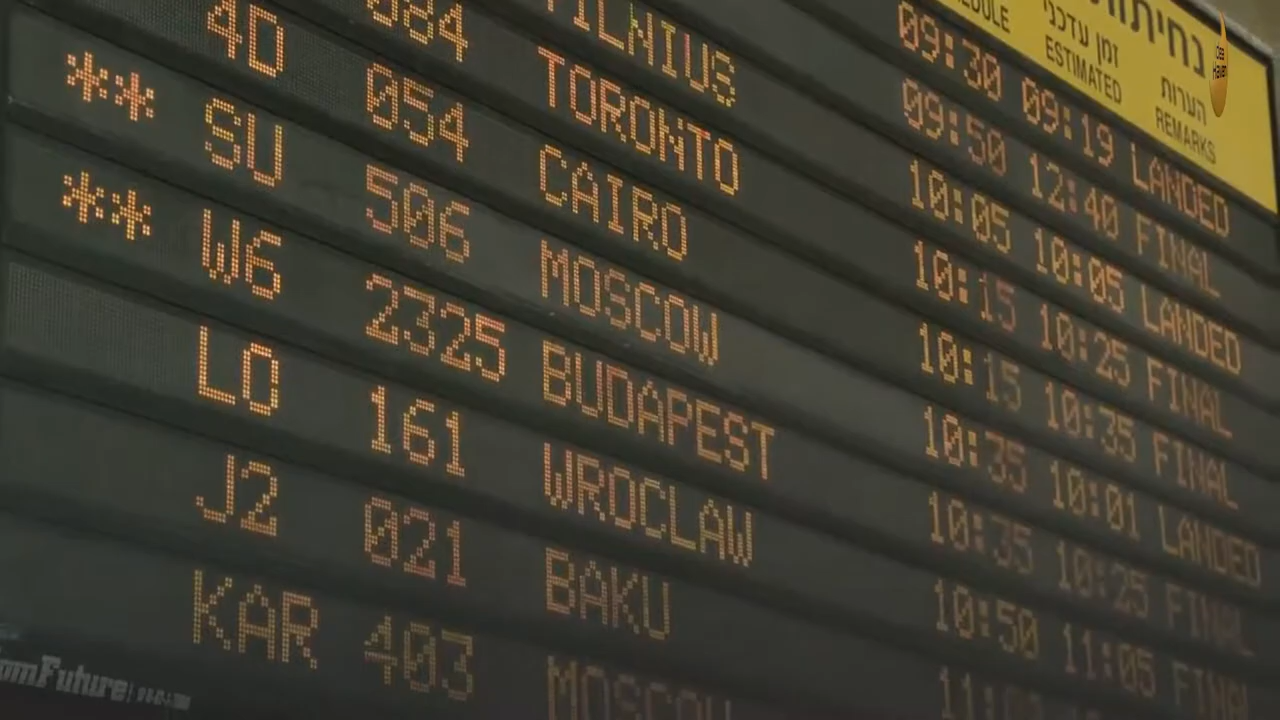 נחיתות
זמן עדכני הערות
ESTIMATED REMARKS
09:30 09:19 LANDED
09:50 12:40 FINAL
VILNIUS 10:05 10:05 LANDED
084 TORONTO 10:15 10:25 FINAL
4D 054 CAIRO 10:15 10:35 FINAL
** SU 506 MOSCOW 10:35 10:01 LANDED
** W6 2325 BUDAPEST 10:35 10:25 FINAL
LO 161 WROCLAW 10:50 11:05 FINAL
J2 021 BAKU
KAR 403 MOSCOW